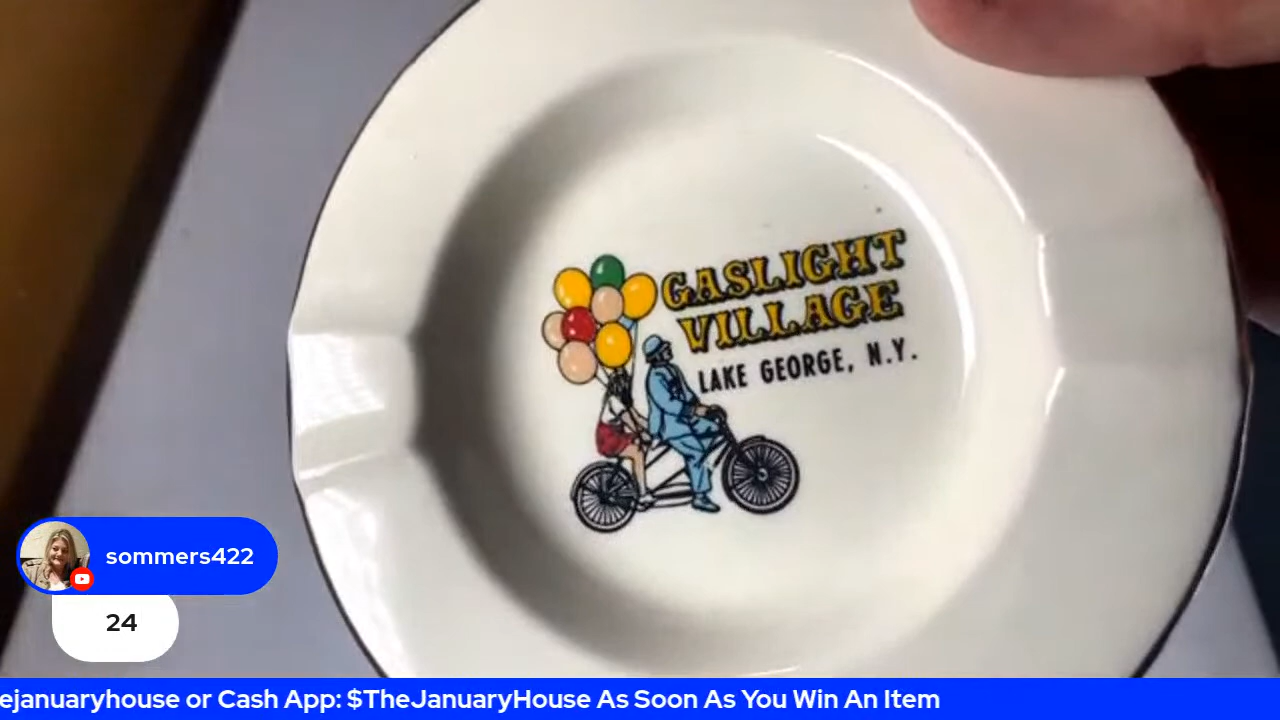 GASLIGHT
VILLAGE
LAKE GEORGE, N.Y.
sommers422
24
ejanuaryhouse or Cash App: $TheJanuaryHouse As Soon As You Win An Item